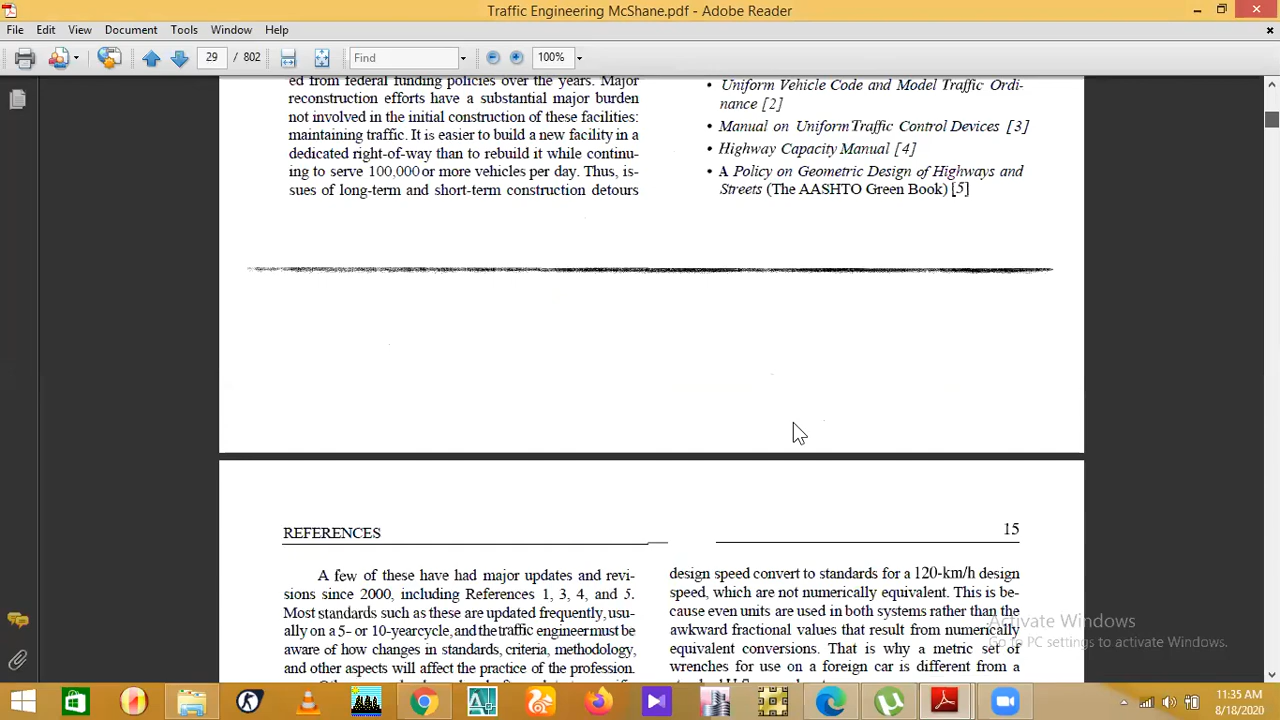 Traffic Engineering McShane.pdf - Adobe Reader
File Edit View Document Tools Window Help
29 / 802 Find 100%
ed from federal funding policies over the years. Major
reconstruction efforts have a substantial major burden
not involved in the initial construction of these facilities:
maintaining traffic. It is easier to build a new facility in a
dedicated right-of-way than to rebuild it while continu-
ing to serve 100,000 or more vehicles per day. Thus, is-
sues of long-term and short-term construction detours
• Uniform Vehicle Code and Model Traffic Ordi-
nance [2]
• Manual on Uniform Traffic Control Devices [3]
• Highway Capacity Manual [4]
• A Policy on Geometric Design of Highways and
Streets (The AASHTO Green Book) [5]
REFERENCES
15
A few of these have had major updates and revi-
sions since 2000, including References 1, 3, 4, and 5.
Most standards such as these are updated frequently, usu-
ally on a 5- or 10-year cycle, and the traffic engineer must be
aware of how changes in standards, criteria, methodology,
and other aspects will affect the practice of the profession.
design speed convert to standards for a 120-km/h design
speed, which are not numerically equivalent. This is be-
cause even units are used in both systems rather than the
awkward fractional values that result from numerically
equivalent conversions. That is why a metric set of
wrenches for use on a foreign car is different from a
Activate Windows
Go to PC settings to activate Windows.
11:35 AM
8/18/2020